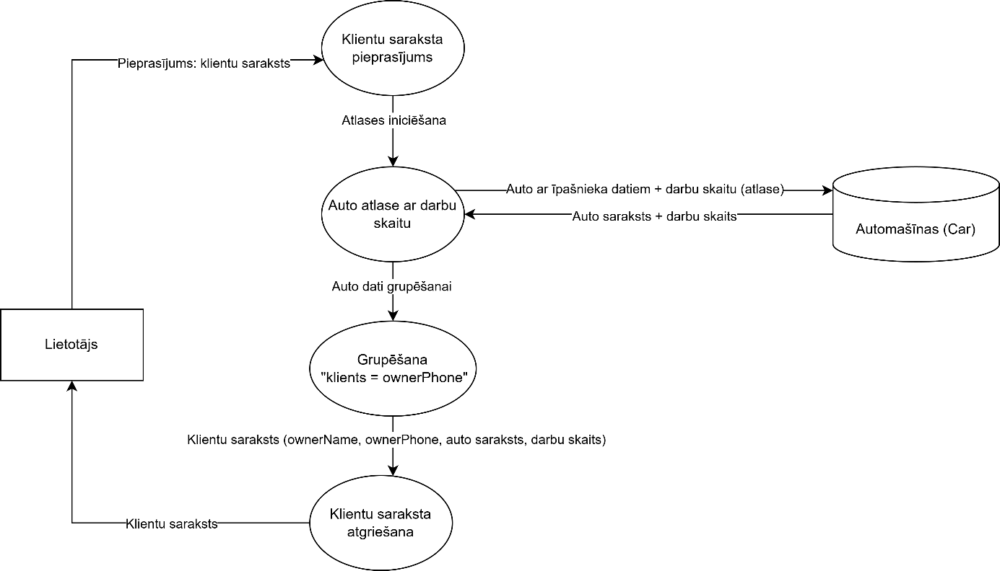 Klientu saraksta
pieprasījums
Pieprasījums: klientu saraksts
Atlases iniciēšana
Auto atlase ar darbu
skaitu
Auto ar īpašnieka datiem + darbu skaitu (atlase)
Auto saraksts + darbu skaits
Automašīnas (Car)
Auto dati grupēšanai
Lietotājs
Grupēšana
"klients = ownerPhone"
Klientu saraksts (ownerName, ownerPhone, auto saraksts, darbu skaits)
Klientu saraksta
atgriešana
Klientu saraksts